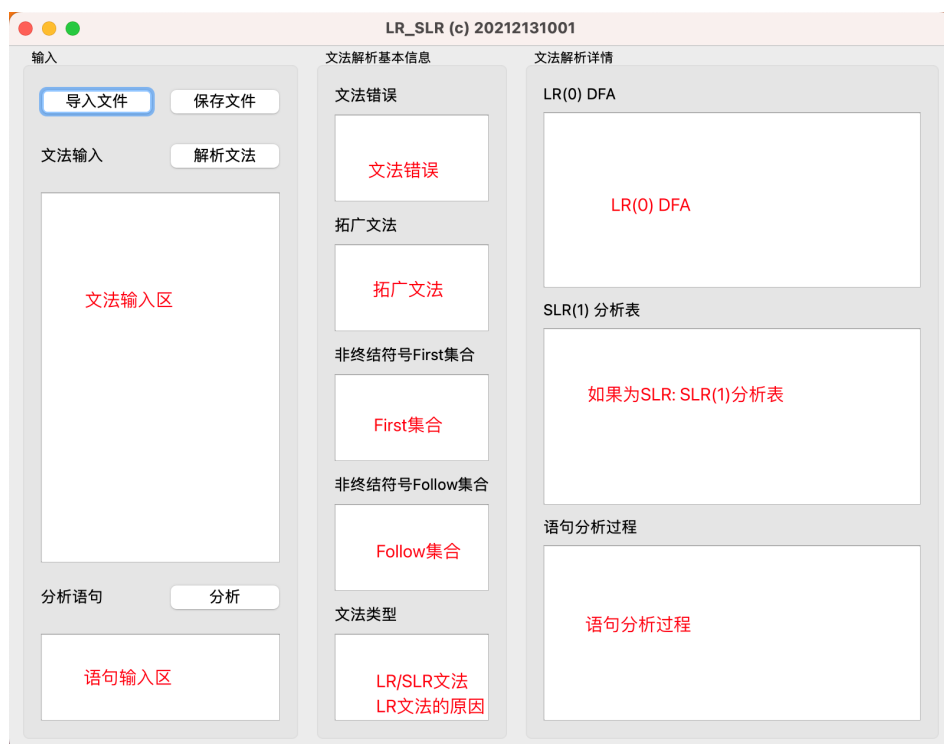 LR_SLR (c) 20212131001
输入
导入文件
保存文件
文法输入
解析文法
文法输入区
分析语句
分析
语句输入区
文法解析基本信息
文法错误
文法错误
拓广文法
拓广文法
非终结符号First集合
First集合
非终结符号Follow集合
Follow集合
文法类型
LR/SLR文法
LR文法的原因
文法解析详情
LR(0) DFA
LR(0) DFA
SLR(1) 分析表
如果为SLR: SLR(1)分析表
语句分析过程
语句分析过程